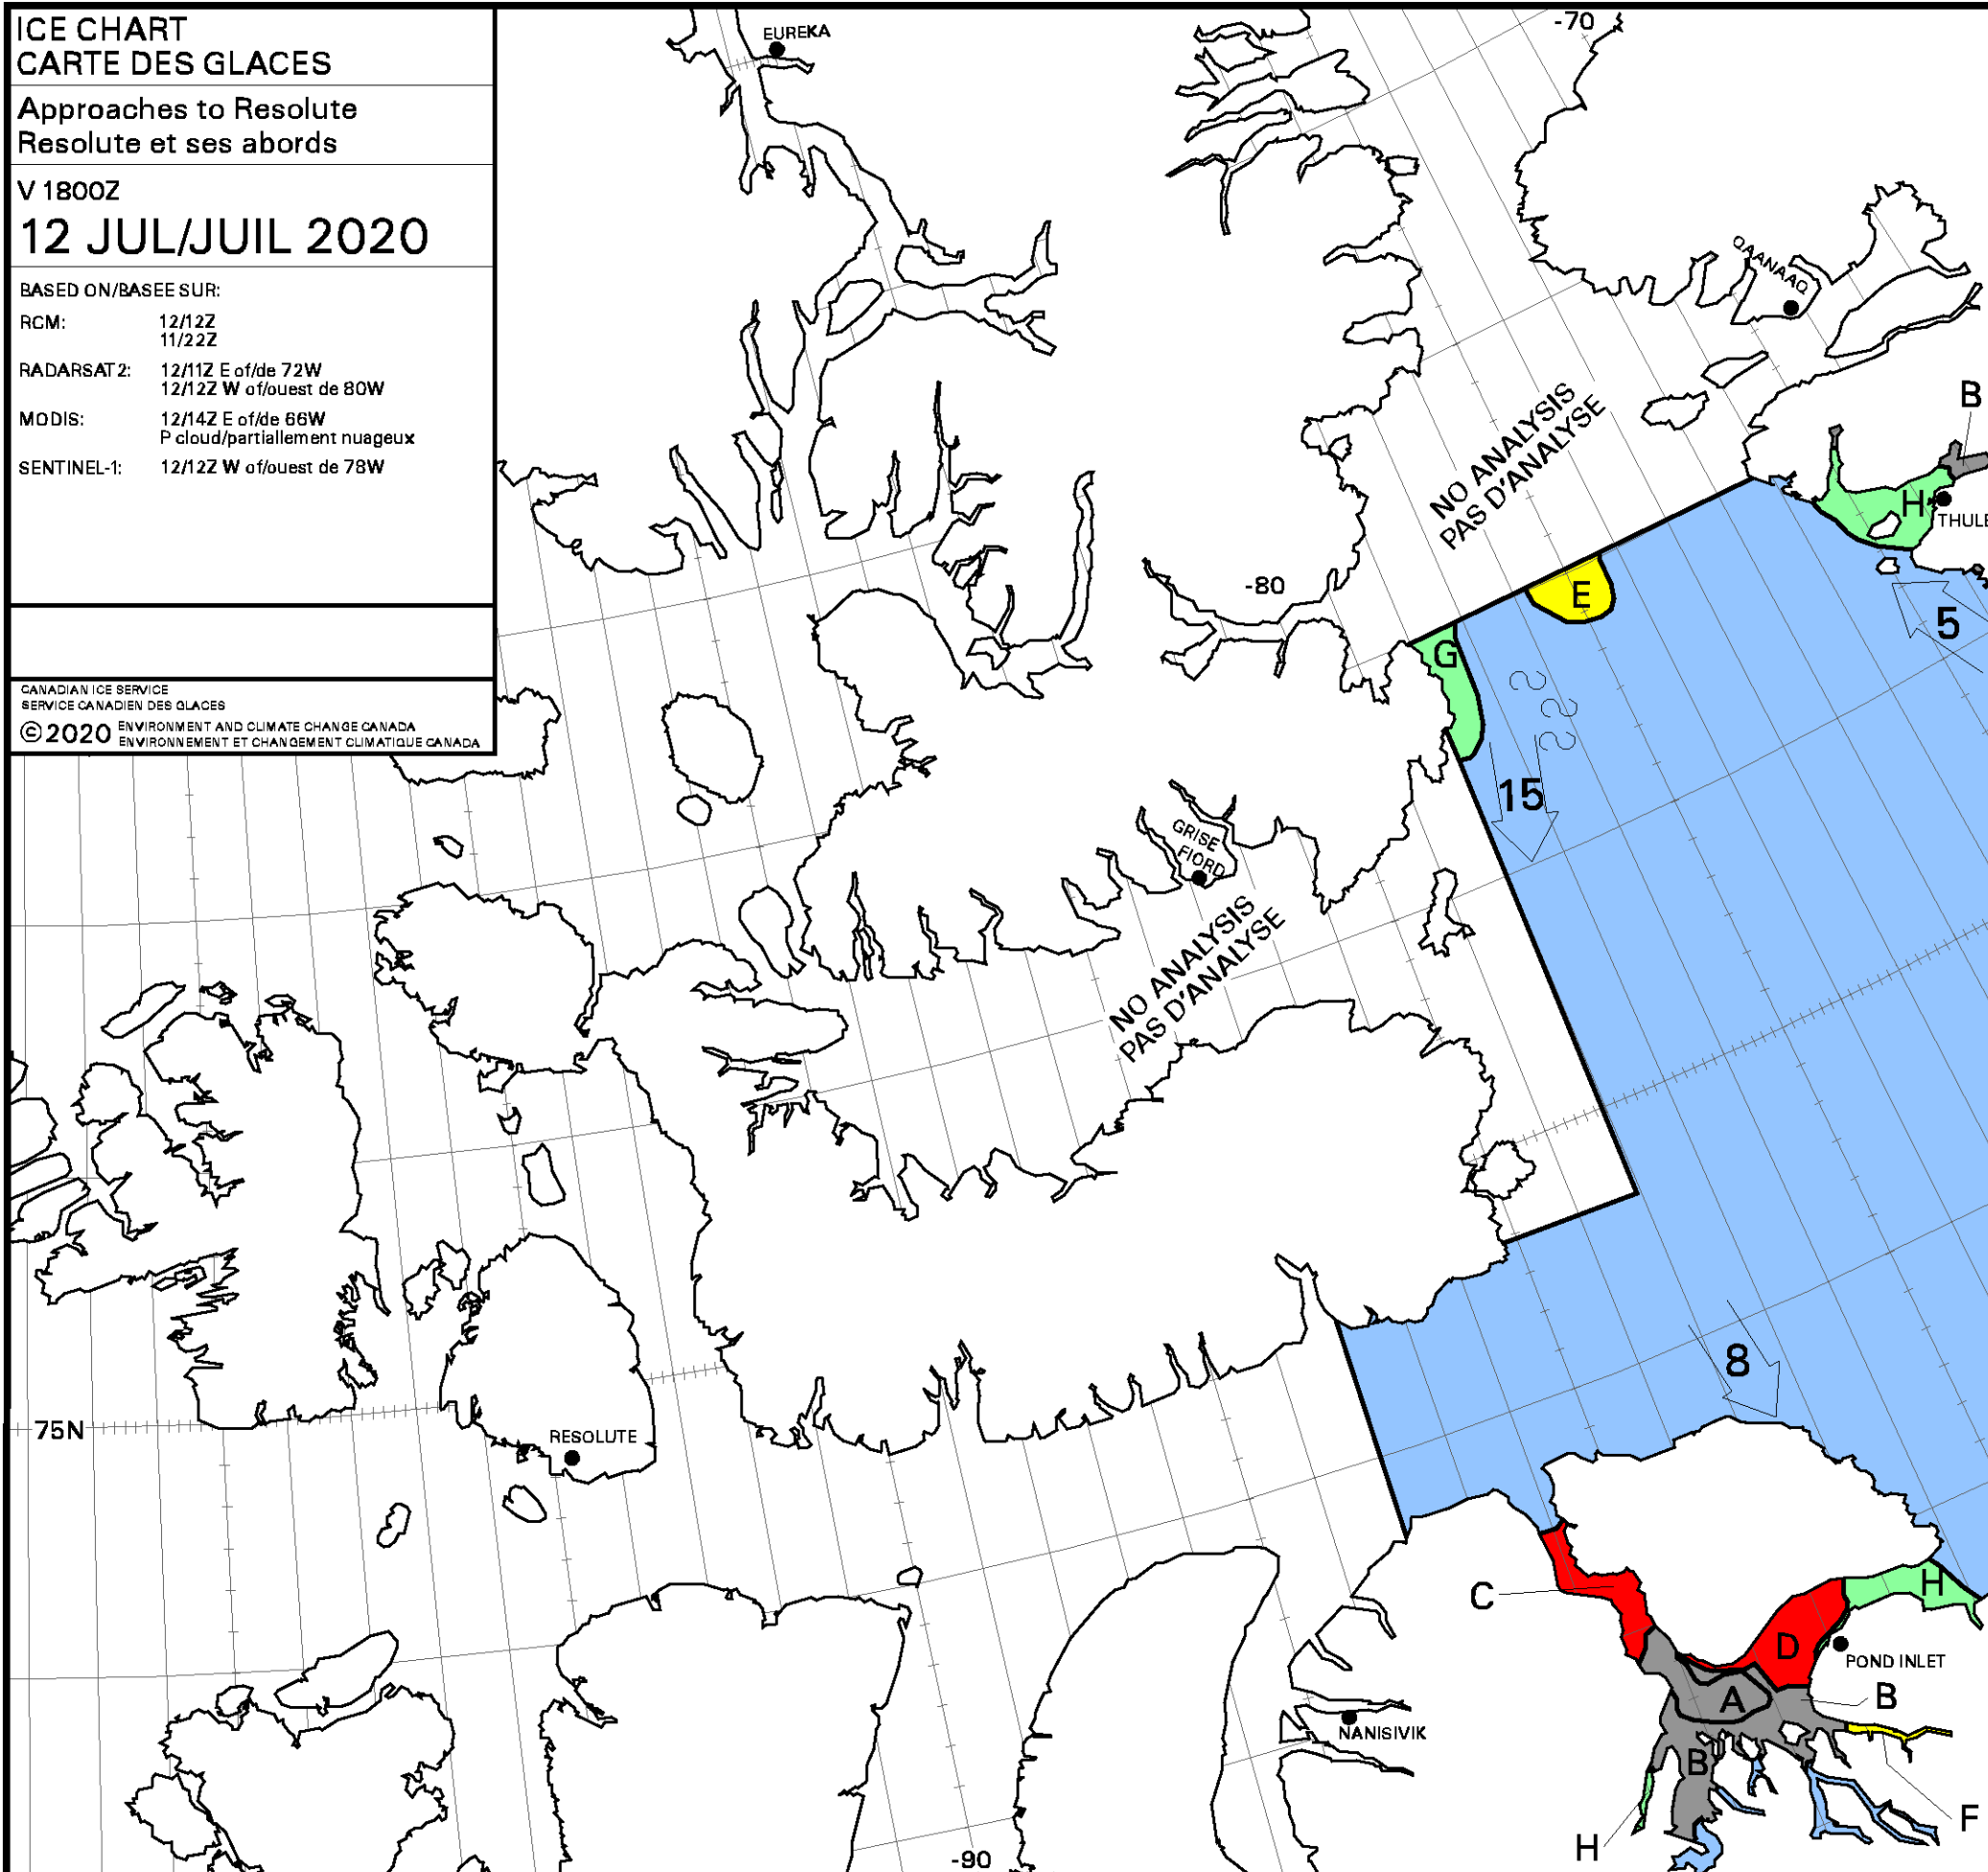 ICE CHART
CARTE DES GLACES
Approaches to Resolute
Resolute et ses abords
V 1800Z
12 JUL/JUIL 2020
BASED ON/BASEE SUR:
RCM: 12/12Z
11/22Z
RADARSAT2: 12/11Z E of/de 72W
12/12Z W of/ouest de 80W
MODIS: 12/14Z E of/de 66W
P cloud/partiallement nuageux
SENTINEL-1: 12/12Z W of/ouest de 78W
CANADIAN ICE SERVICE
SERVICE CANADIEN DES GLACES
© 2020 ENVIRONMENT AND CLIMATE CHANGE CANADA
ENVIRONNEMENT ET CHANGEMENT CLIMATIQUE CANADA
EUREKA
-70
QAANAAQ
B
NO ANALYSIS
PAS D'ANALYSE
H
THULE
-80
E
5
G
15
GRISE
FIORD
NO ANALYSIS
PAS D'ANALYSE
8
75N
RESOLUTE
C
H
D
POND INLET
A
B
NANISIVIK
B
F
H
-90